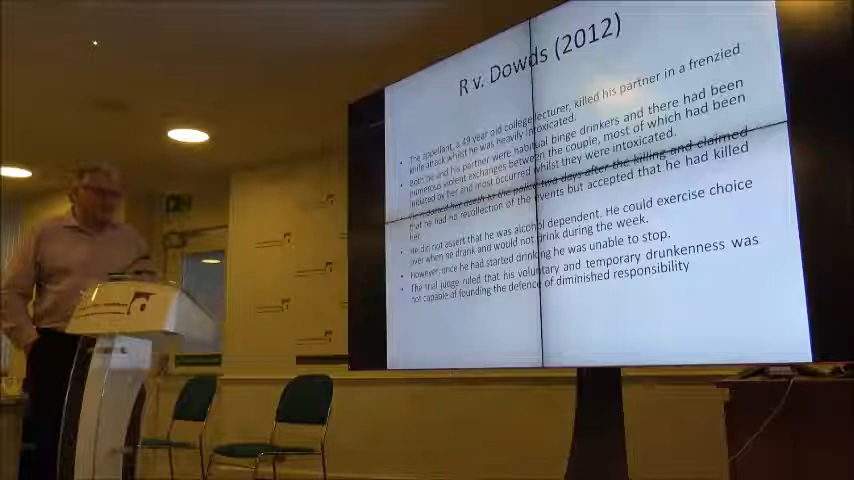 R v. Dowds (2012)
• The appellant, a 49 year old college lecturer, killed his partner in a frenzied
knife attack whilst he was heavily intoxicated.
• Both he and his partner were habitual binge drinkers and there had been
numerous violent exchanges between the couple, most of which had been
initiated by her and most occurred whilst they were intoxicated.
her death to the police two days after the killing and claimed
that he had no recollection of the events but accepted that he had killed
her.
• He did not assert that he was alcohol dependent. He could exercise choice
over when se drank and would not drink during the week.
• However, once he had started drinking he was unable to stop.
• The trial judge ruled that his voluntary and temporary drunkenness was
not capable of founding the defence of diminished responsibility